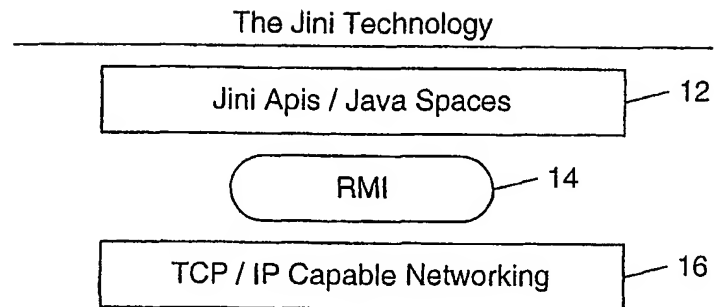 The Jini Technology
Jini Apis / Java Spaces
12
RMI
14
TCP / IP Capable Networking
16